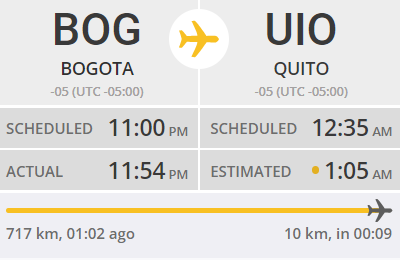 BOG UIO
BOGOTA QUITO
-05 (UTC -05:00) -05 (UTC -05:00)
SCHEDULED 11:00 PM SCHEDULED 12:35 AM
ACTUAL 11:54 PM ESTIMATED 1:05 AM
717 km, 01:02 ago 10 km, in 00:09